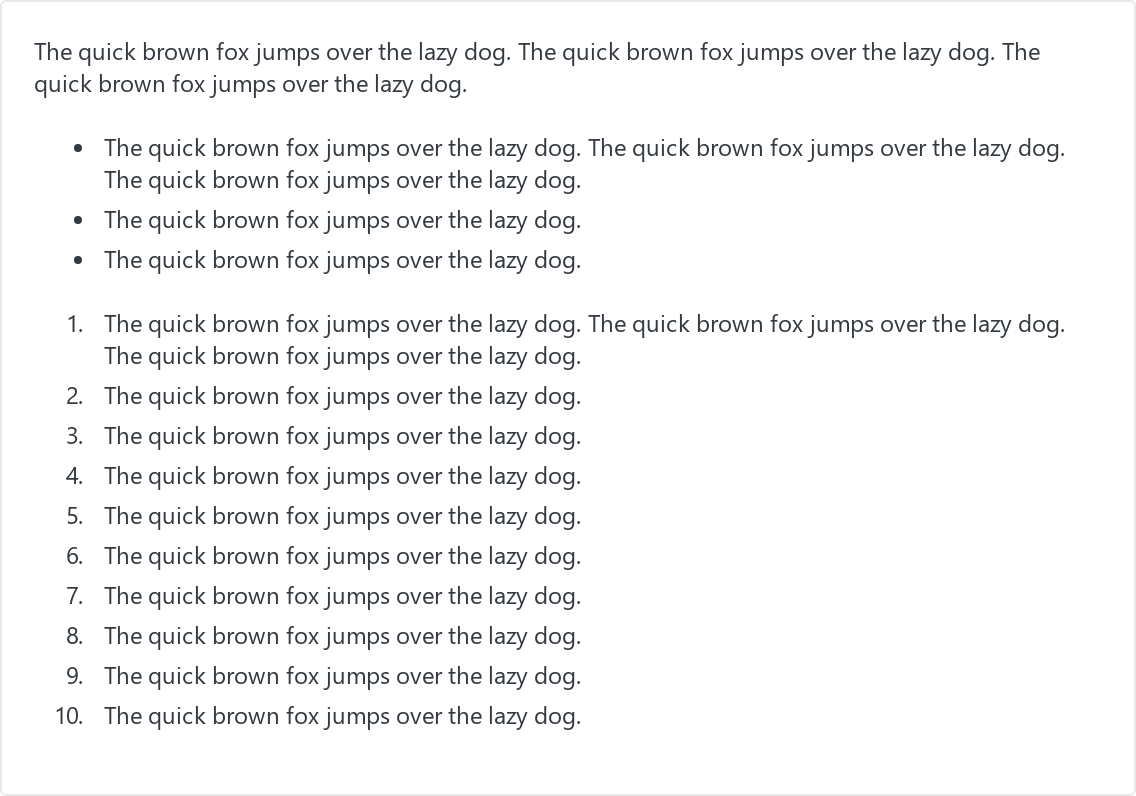 The quick brown fox jumps over the lazy dog. The quick brown fox jumps over the lazy dog. The
quick brown fox jumps over the lazy dog.
• The quick brown fox jumps over the lazy dog. The quick brown fox jumps over the lazy dog.
The quick brown fox jumps over the lazy dog.
• The quick brown fox jumps over the lazy dog.
• The quick brown fox jumps over the lazy dog.
1. The quick brown fox jumps over the lazy dog. The quick brown fox jumps over the lazy dog.
The quick brown fox jumps over the lazy dog.
2. The quick brown fox jumps over the lazy dog.
3. The quick brown fox jumps over the lazy dog.
4. The quick brown fox jumps over the lazy dog.
5. The quick brown fox jumps over the lazy dog.
6. The quick brown fox jumps over the lazy dog.
7. The quick brown fox jumps over the lazy dog.
8. The quick brown fox jumps over the lazy dog.
9. The quick brown fox jumps over the lazy dog.
10. The quick brown fox jumps over the lazy dog.